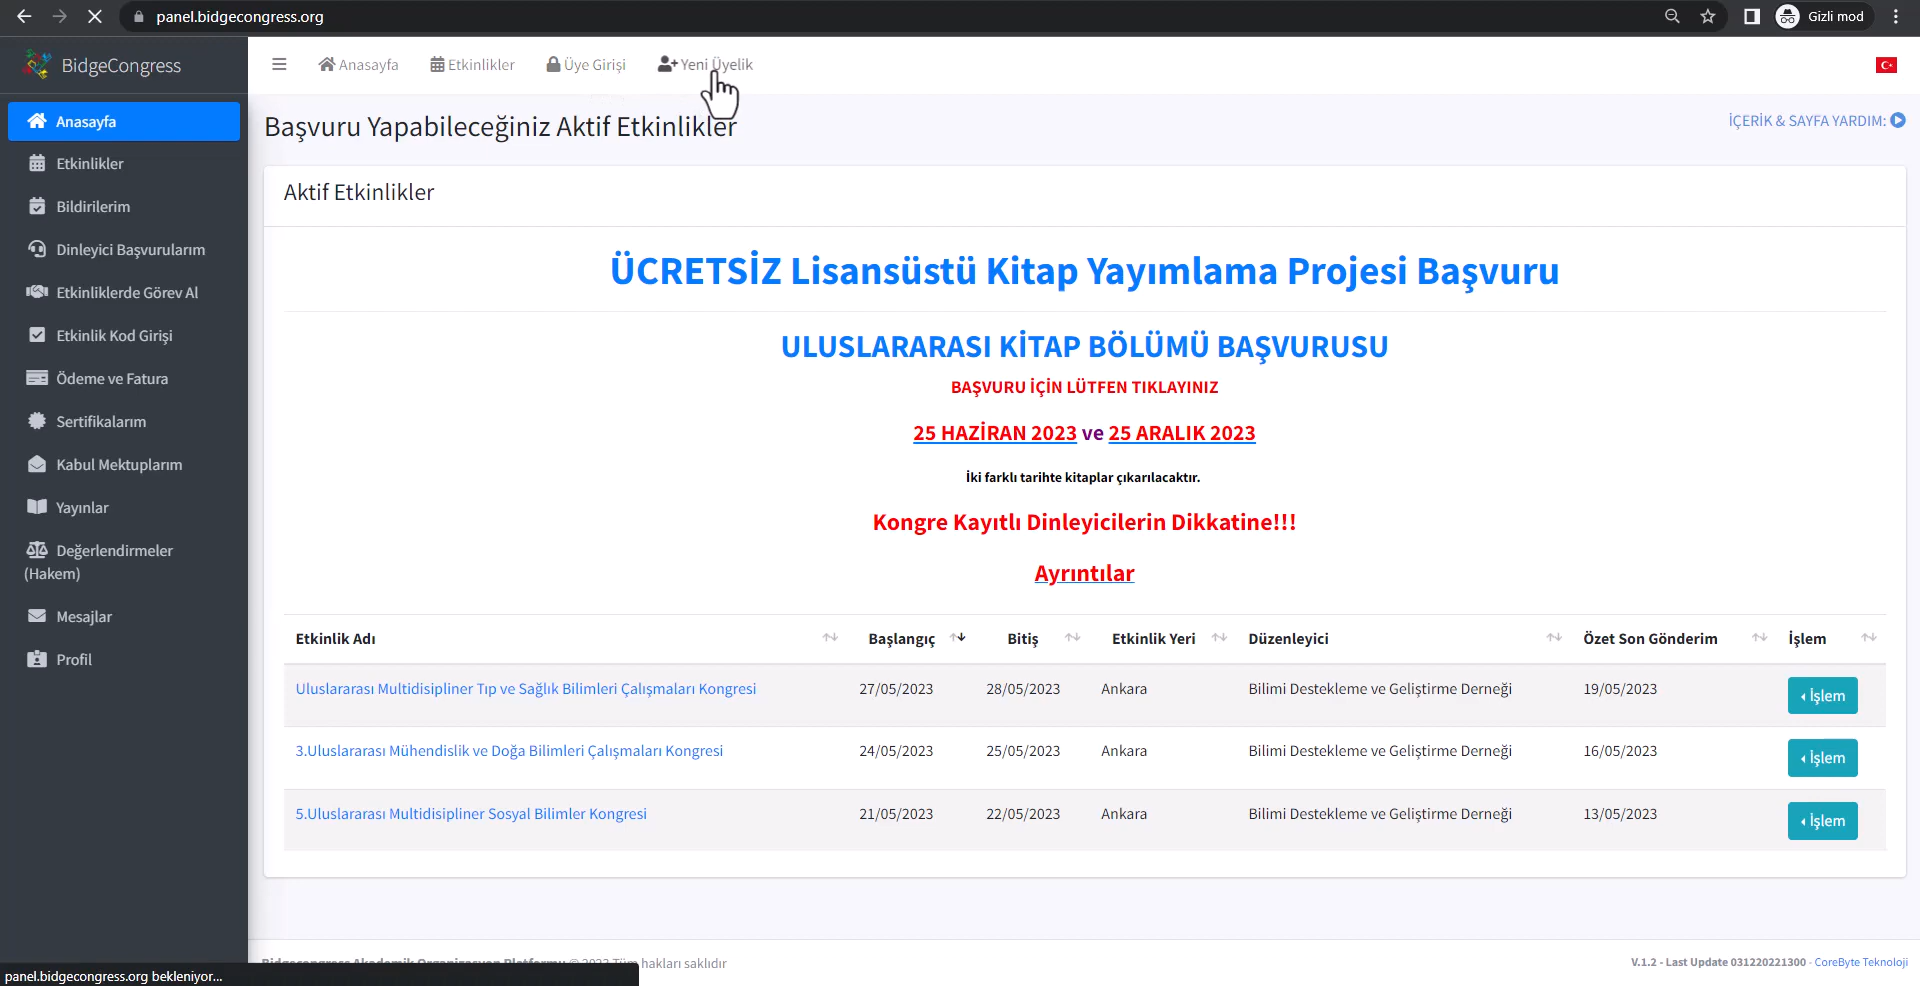 panel.bidgecongress.org
Gizli mod
BidgeCongress
Anasayfa
Etkinlikler
Üye Girişi
Yeni Üyelik
Anasayfa
Etkinlikler
Bildirilerim
Dinleyici Başvurularım
Etkinliklerde Görev Al
Etkinlik Kod Girişi
Ödeme ve Fatura
Sertifikalarım
Kabul Mektuplarım
Yayınlar
Değerlendirmeler
(Hakem)
Mesajlar
Profil
Başvuru Yapabileceğiniz Aktif Etkinlikler
İÇERİK & SAYFA YARDIM:
Aktif Etkinlikler
ÜCRETSİZ Lisansüstü Kitap Yayımlama Projesi Başvuru
ULUSLARARASI KİTAP BÖLÜMÜ BAŞVURUSU
BAŞVURU İÇİN LÜTFEN TIKLAYINIZ
25 HAZİRAN 2023 ve 25 ARALIK 2023
İki farklı tarihte kitaplar çıkarılacaktır.
Kongre Kayıtlı Dinleyicilerin Dikkatine!!!
Ayrıntılar
Etkinlik Adı Başlangıç Bitiş Etkinlik Yeri Düzenleyici Özet Son Gönderim İşlem
Uluslararası Multidisipliner Tıp ve Sağlık Bilimleri Çalışmaları Kongresi 27/05/2023 28/05/2023 Ankara Bilimi Destekleme ve Geliştirme Derneği 19/05/2023 İşlem
3.Uluslararası Mühendislik ve Doğa Bilimleri Çalışmaları Kongresi 24/05/2023 25/05/2023 Ankara Bilimi Destekleme ve Geliştirme Derneği 16/05/2023 İşlem
5.Uluslararası Multidisipliner Sosyal Bilimler Kongresi 21/05/2023 22/05/2023 Ankara Bilimi Destekleme ve Geliştirme Derneği 13/05/2023 İşlem
Bidgecongress Akademik Organizasyon Platformu © 2023 Tüm hakları saklıdır
V.1.2 - Last Update 031220221300 - CoreByte Teknoloji
panel.bidgecongress.org bekleniyor...